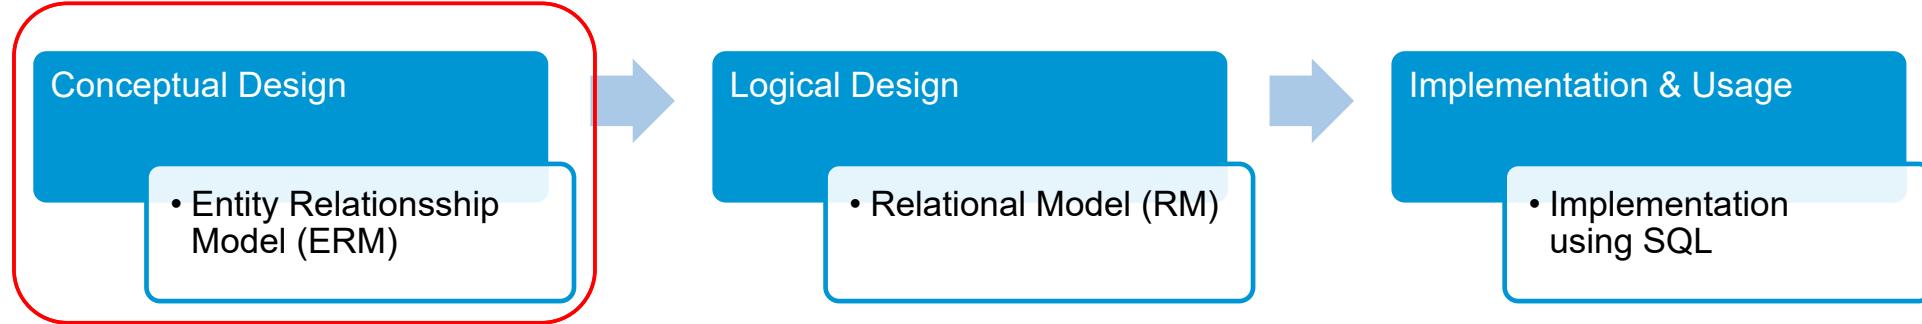 Conceptual Design
• Entity Relationsship
Model (ERM)
Logical Design
• Relational Model (RM)
Implementation & Usage
• Implementation
using SQL